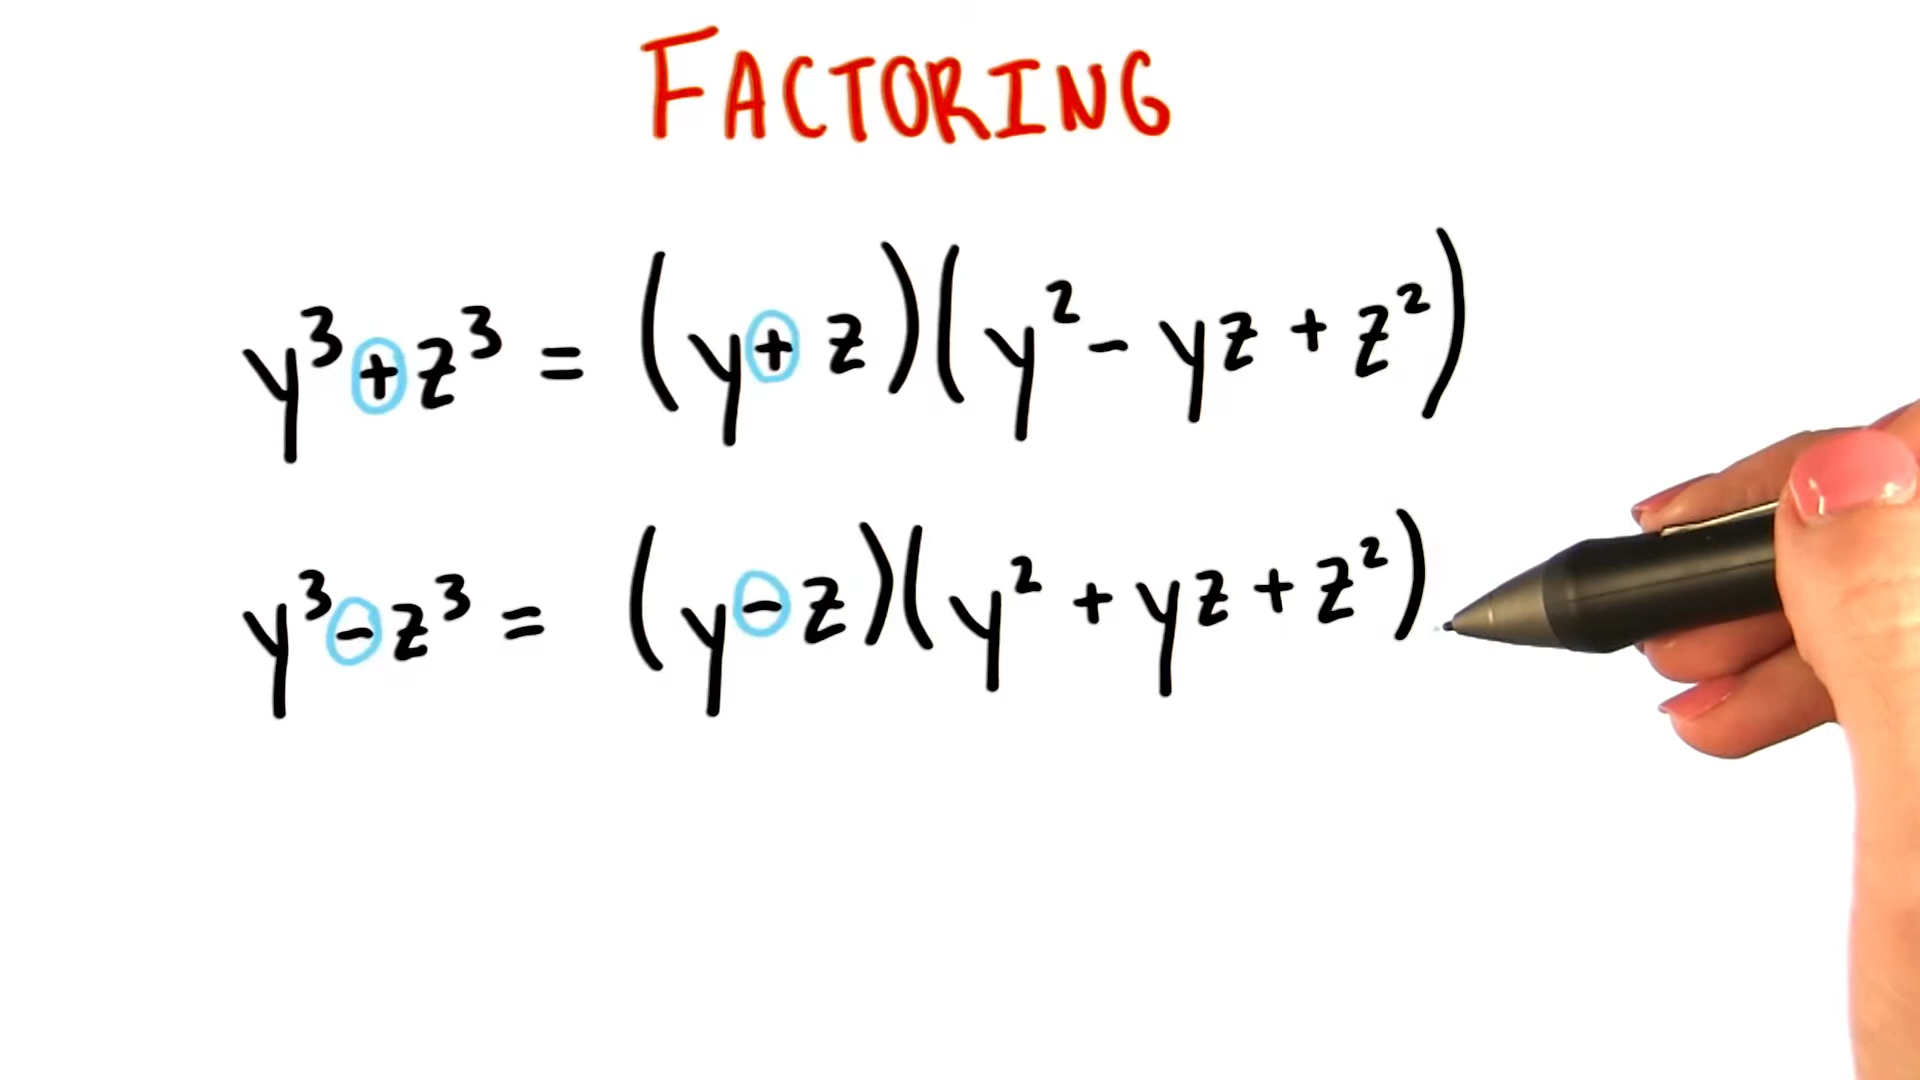 FACTORING
y³+z³ = (y+z)(y²-yz+z²)
y³-z³ = (y-z)(y²+yz+z²)